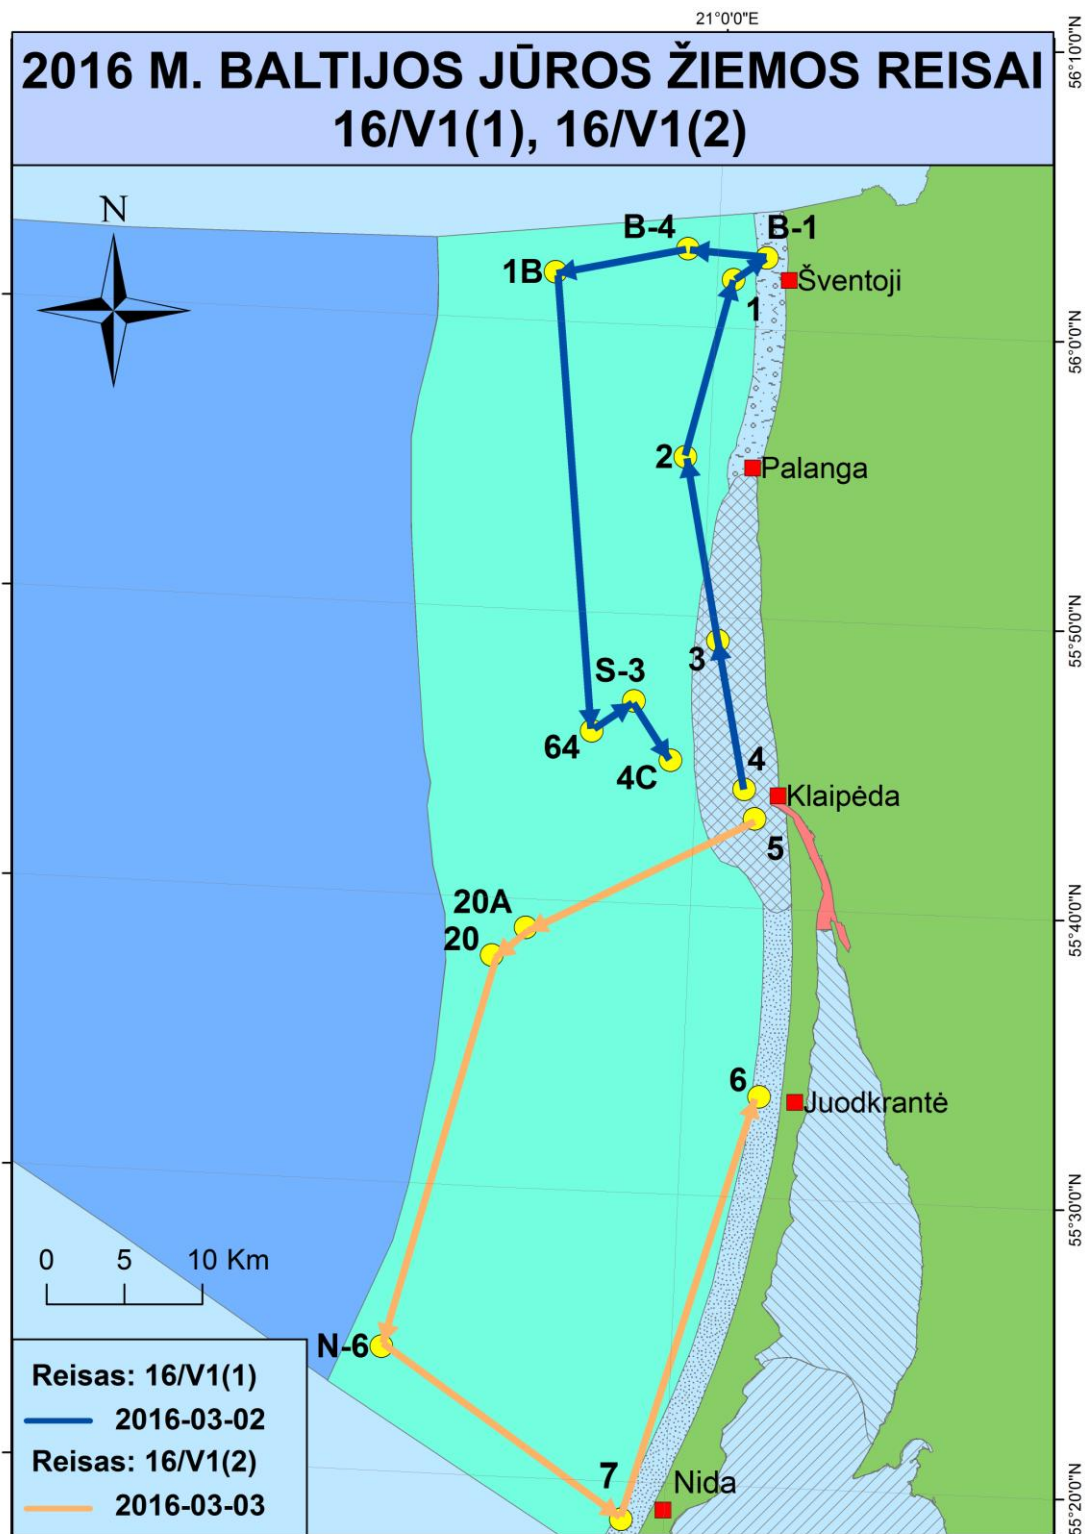 21°0'0"E
56°10'0"N
2016 M. BALTIJOS JŪROS ŽIEMOS REISAI
16/V1(1), 16/V1(2)
N
B-4
B-1
1B
Šventoji
1
56°0'0"N
2
Palanga
55°50'0"N
3
S-3
64
4C
4
Klaipėda
5
20A
20
55°40'0"N
6
Juodkrantė
55°30'0"N
0 5 10 Km
N-6
Reisas: 16/V1(1)
2016-03-02
Reisas: 16/V1(2)
2016-03-03
7
Nida
55°20'0"N